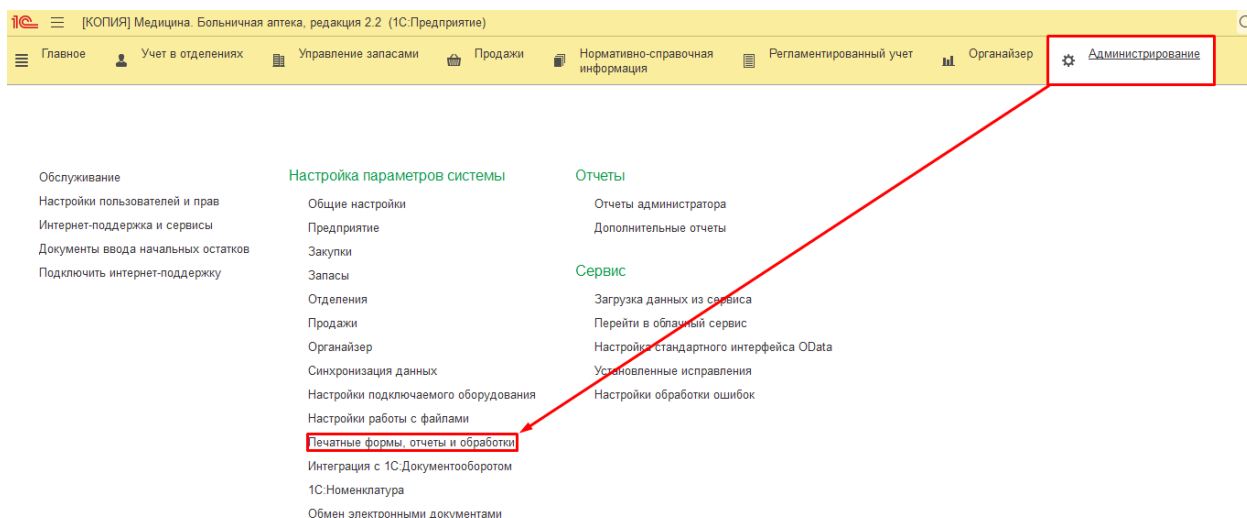 1С [КОПИЯ] Медицина. Больничная аптека, редакция 2.2 (1С:Предприятие)
Главное
Учет в отделениях
Управление запасами
Продажи
Нормативно-справочная
информация
Регламентированный учет
Органайзер
Администрирование
Обслуживание
Настройки пользователей и прав
Интернет-поддержка и сервисы
Документы ввода начальных остатков
Подключить интернет-поддержку
Настройка параметров системы
Общие настройки
Предприятие
Закупки
Запасы
Отделения
Продажи
Органайзер
Синхронизация данных
Настройки подключаемого оборудования
Настройки работы с файлами
Печатные формы, отчеты и обработки
Интеграция с 1С:Документооборотом
1С:Номенклатура
Обмен электронными документами
Отчеты
Отчеты администратора
Дополнительные отчеты
Сервис
Загрузка данных из сервиса
Перейти в облачный сервис
Настройка стандартного интерфейса OData
Установленные исправления
Настройки обработки ошибок